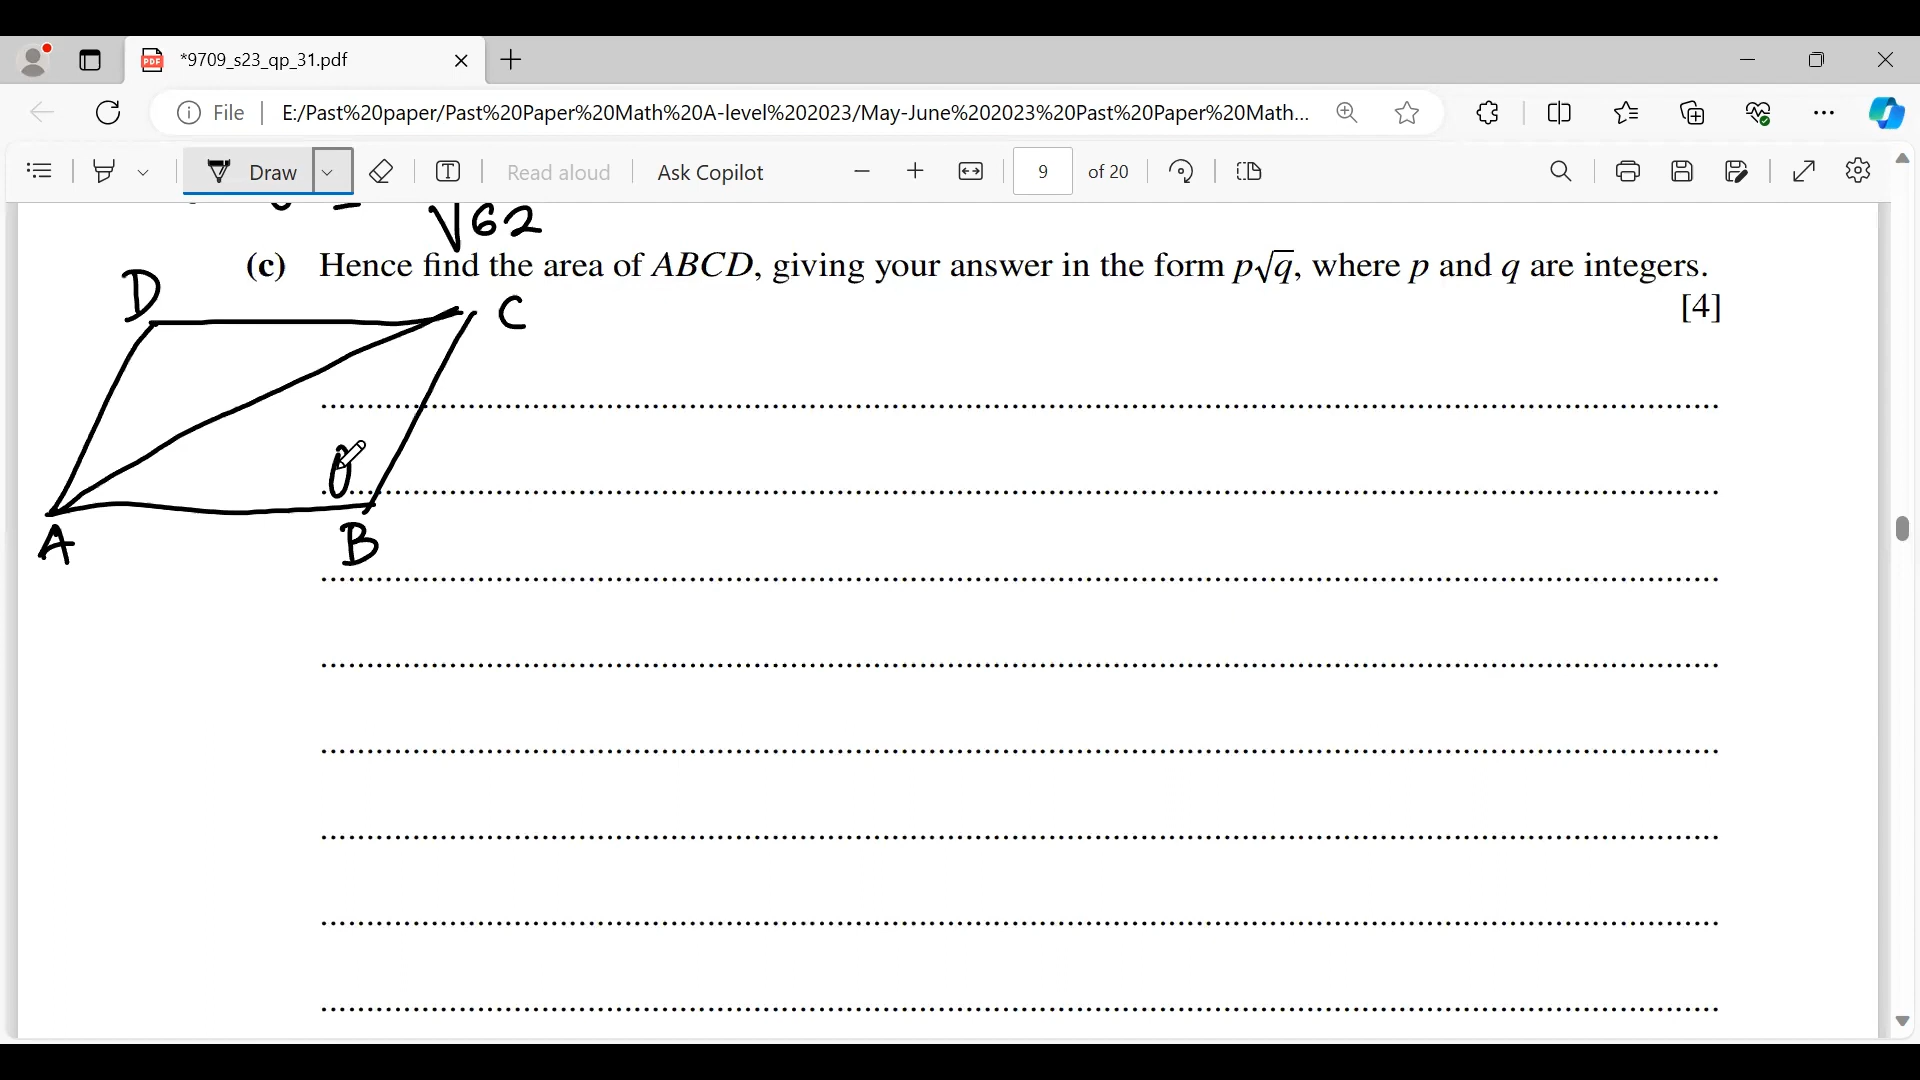 *9709_s23_qp_31.pdf
File
E:/Past%20paper/Past%20Paper%20Math%20A-level%202023/May-June%202023%20Past%20Paper%20Math...
Draw
Read aloud
Ask Copilot
9
of 20
√62
(c) Hence find the area of ABCD, giving your answer in the form p√q, where p and q are integers.
[4]
D
C
θ
A
B